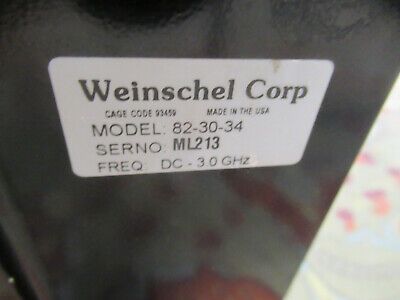 Weinschel Corp
CAGE CODE 93459 MADE IN THE USA
MODEL: 82-30-34
SERNO: ML213
FREQ: DC - 3.0 GHz